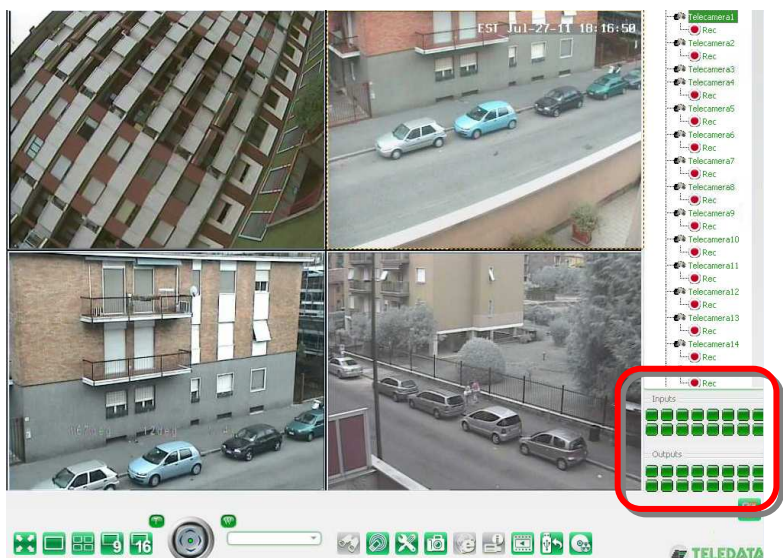 EST Jul-27-11 18:16:50
Telecamera1
Rec
Telecamera2
Rec
Telecamera3
Telecamera4
Rec
Telecamera5
Rec
Telecamera6
Rec
Telecamera7
Rec
Telecamera8
Rec
Telecamera9
Rec
Telecamera10
Rec
Telecamera11
Rec
Telecamera12
Rec
Telecamera13
Rec
Telecamera14
Rec
Rec
Inputs
Outputs
9
16
TELEDATA